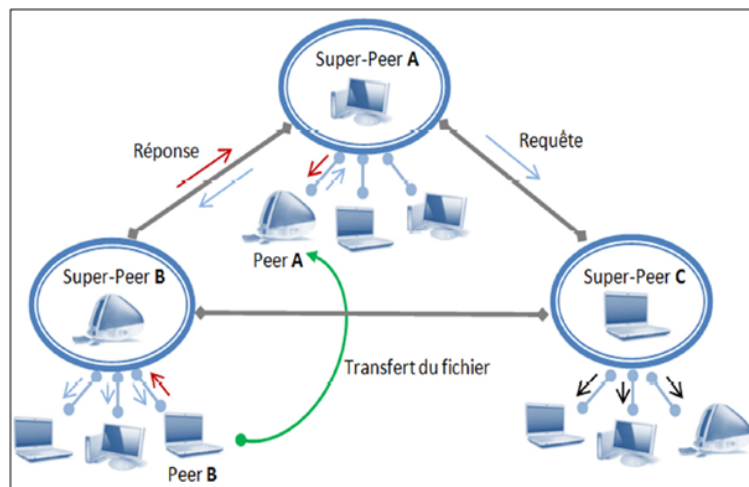 Super-Peer A
Réponse
Requête
Peer A
Super-Peer B
Super-Peer C
Transfert du fichier
Peer B